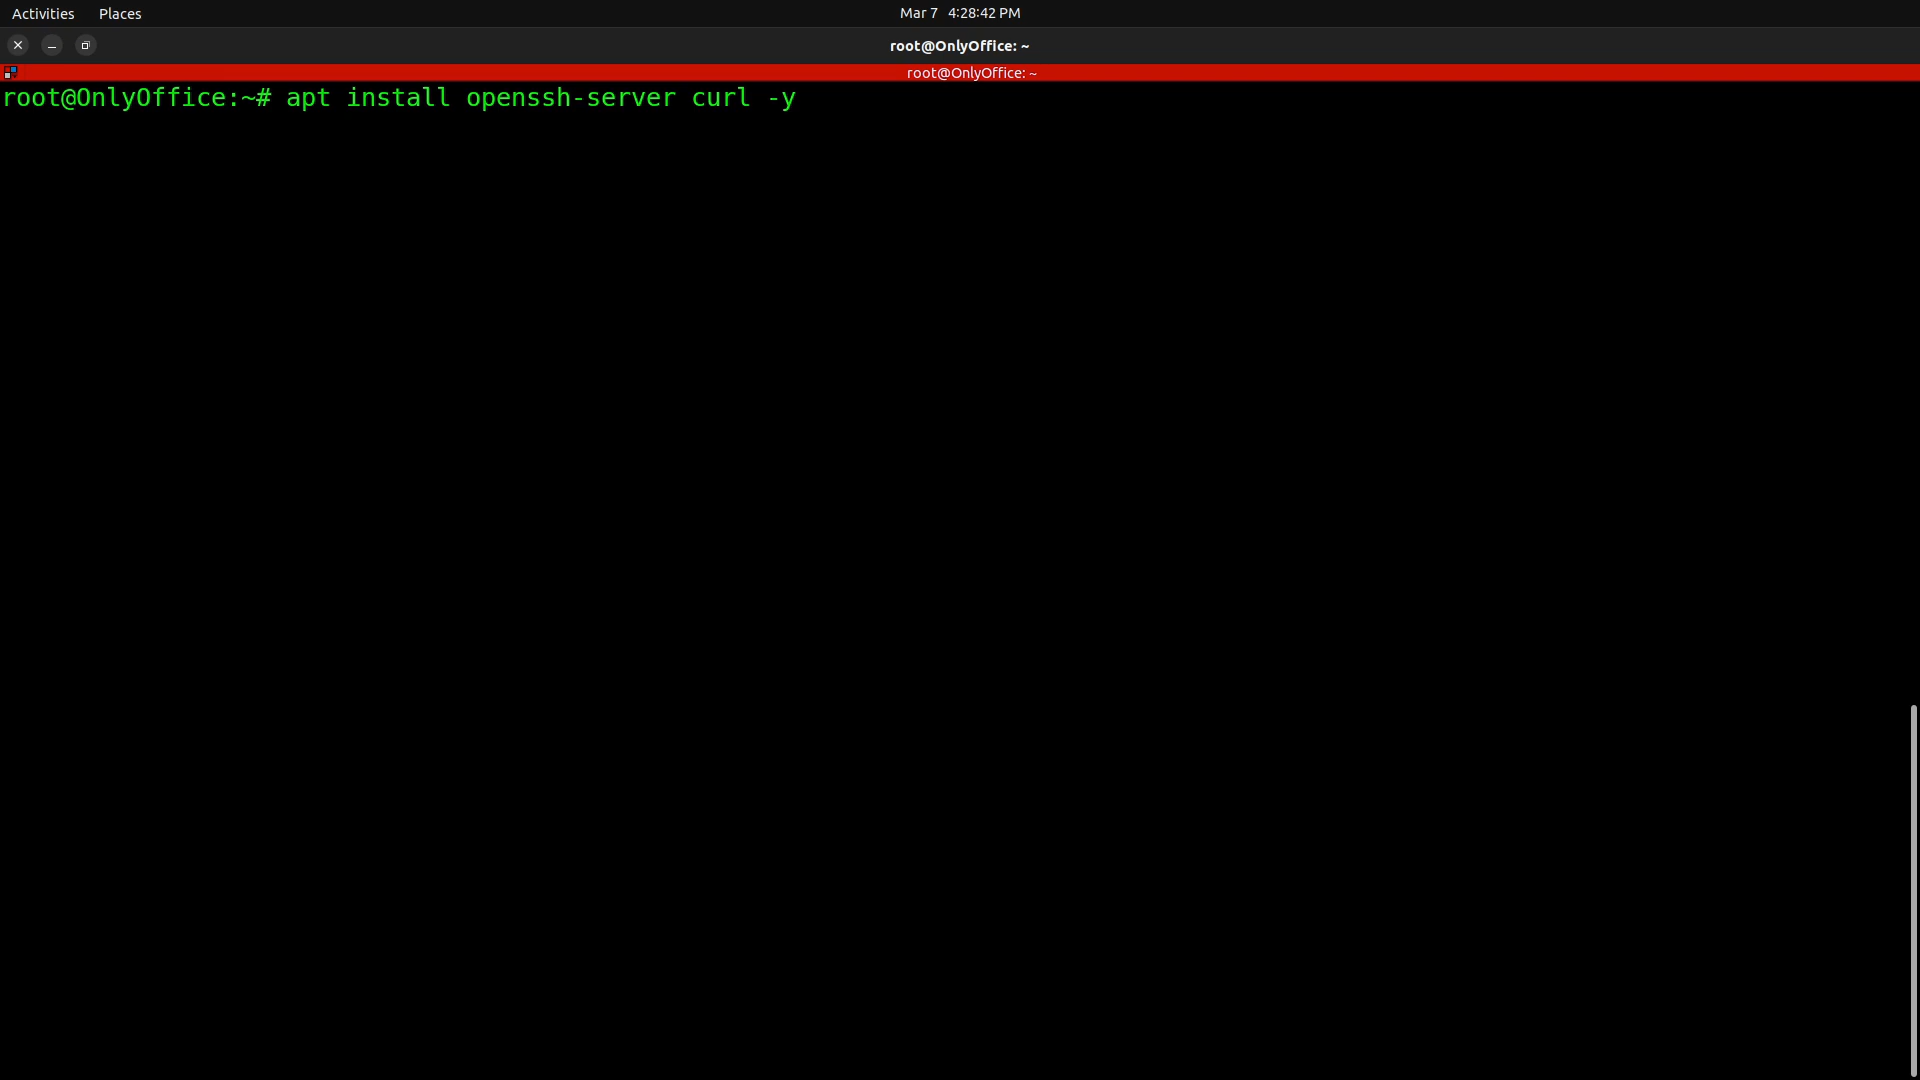 Activities Places Mar 7 4:28:42 PM
root@OnlyOffice: ~
root@OnlyOffice: ~
root@OnlyOffice:~# apt install openssh-server curl -y